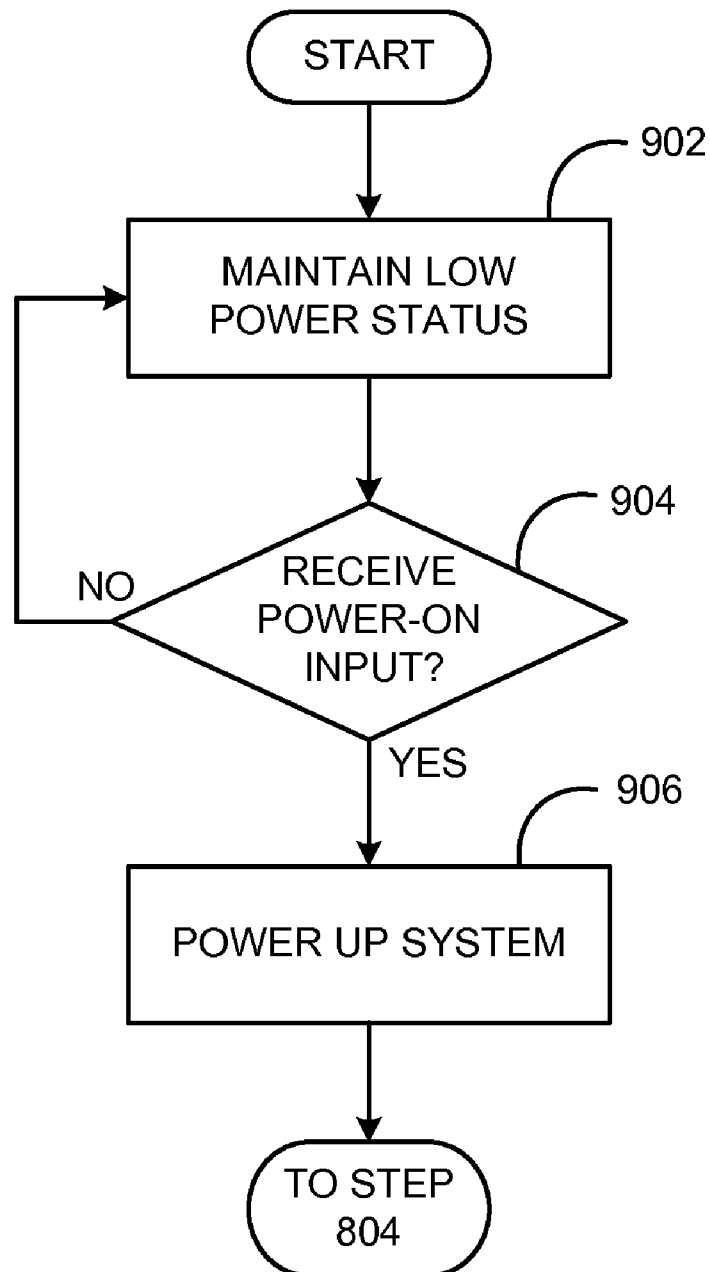 START
902
MAINTAIN LOW
POWER STATUS
904
RECEIVE
POWER-ON
INPUT?
NO
YES
906
POWER UP SYSTEM
TO STEP
804